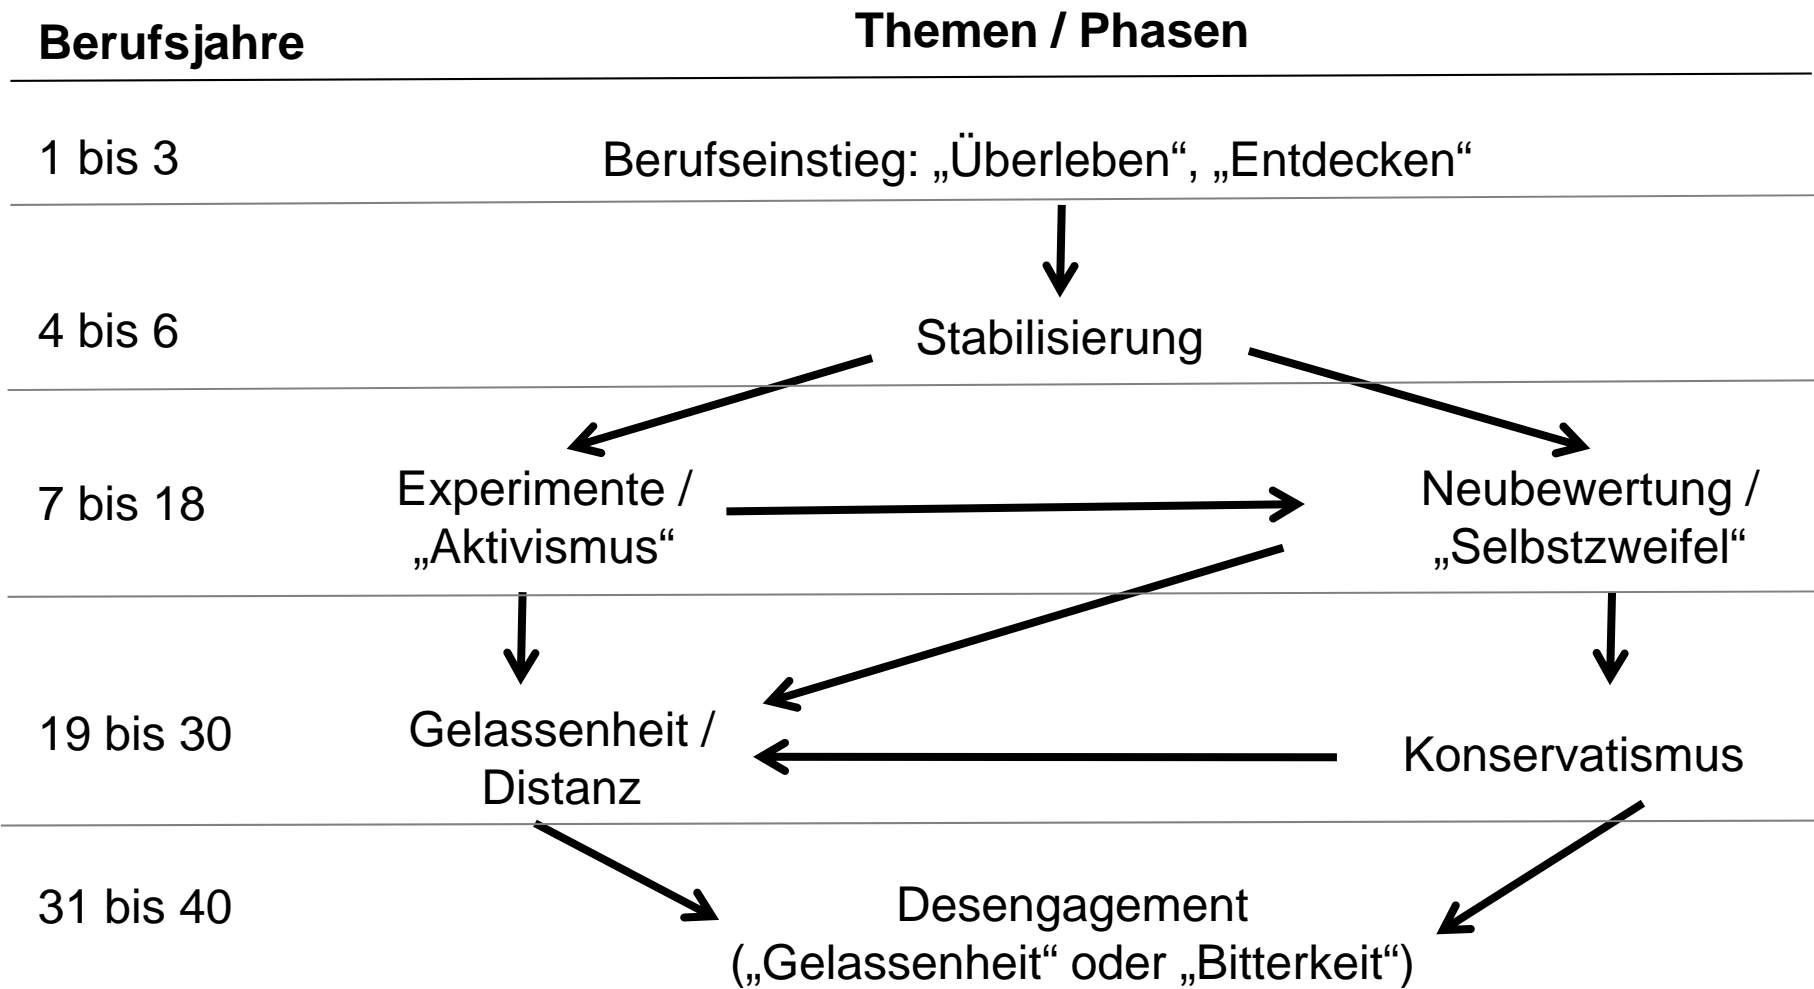 Berufsjahre
Themen / Phasen
1 bis 3
Berufseinstieg: „Überleben“, „Entdecken“
4 bis 6
Stabilisierung
7 bis 18
Experimente /
„Aktivismus“
Neubewertung /
„Selbstzweifel“
19 bis 30
Gelassenheit /
Distanz
Konservatismus
31 bis 40
Desengagement
(„Gelassenheit“ oder „Bitterkeit“)